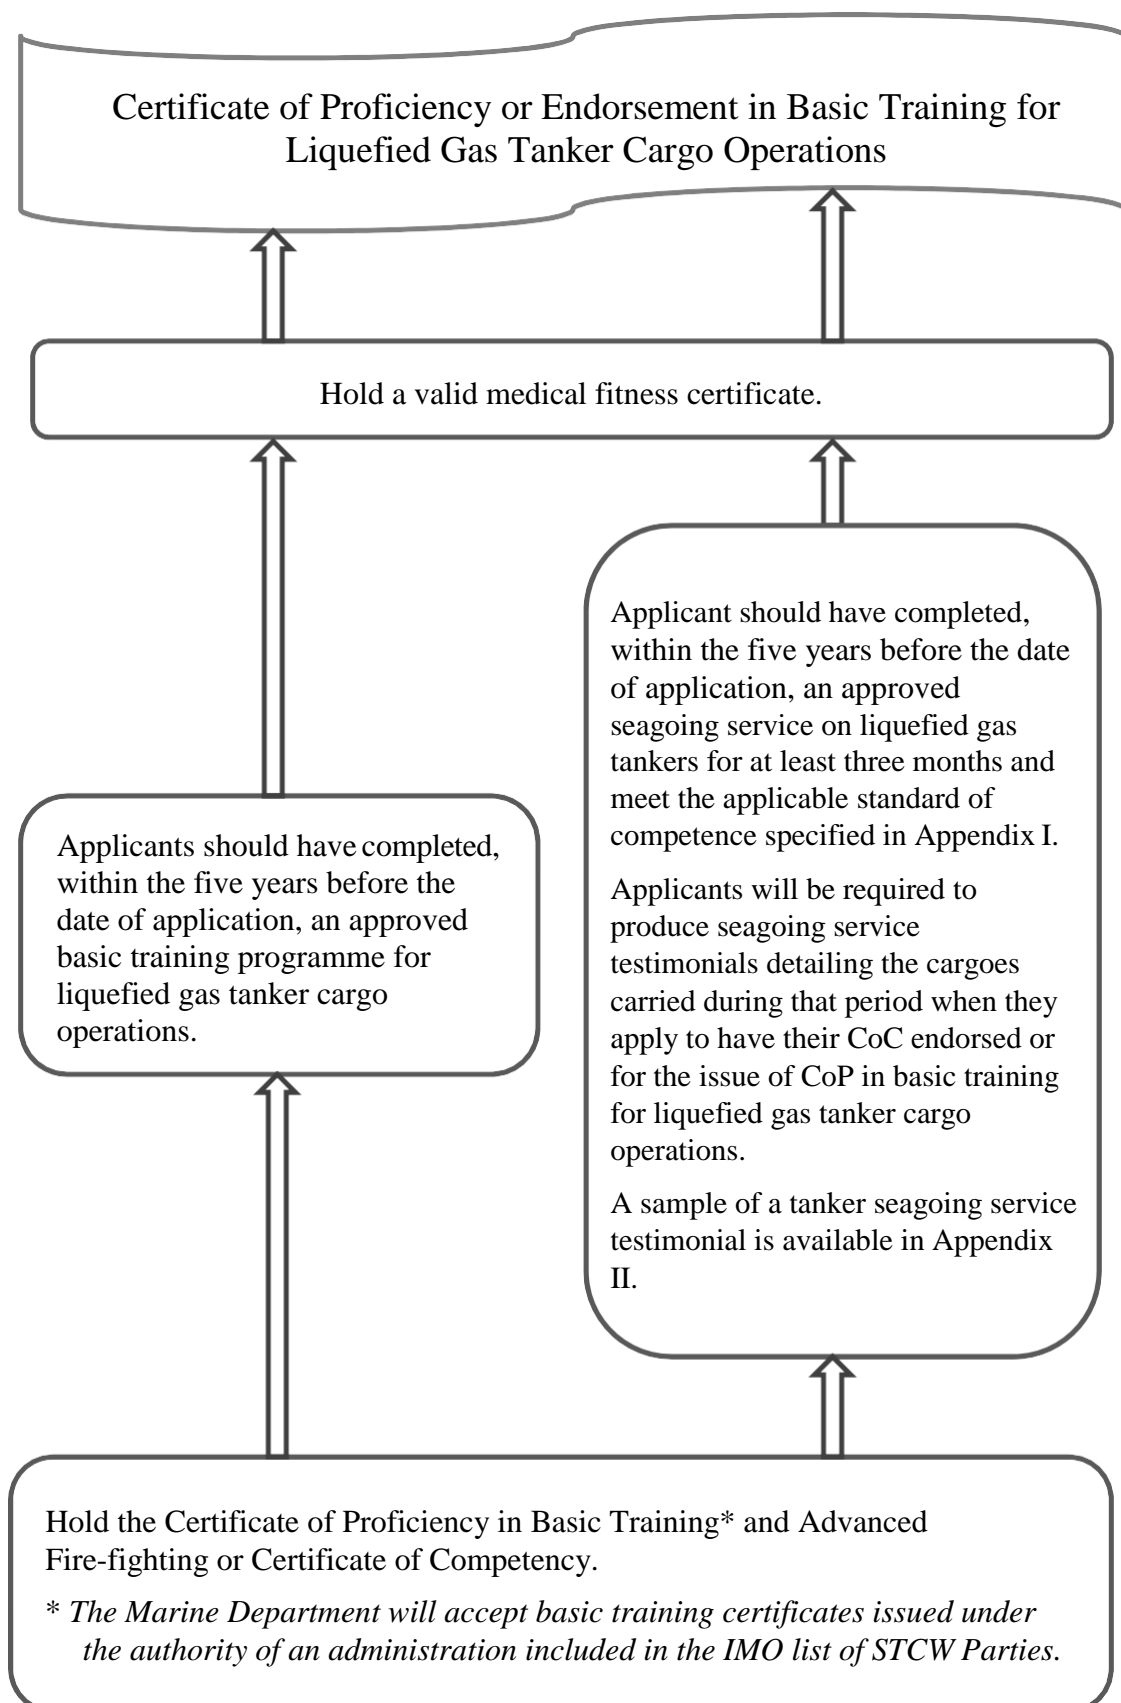 Certificate of Proficiency or Endorsement in Basic Training for
Liquefied Gas Tanker Cargo Operations
Hold a valid medical fitness certificate.
Applicants should have completed,
within the five years before the
date of application, an approved
basic training programme for
liquefied gas tanker cargo
operations.
Applicant should have completed,
within the five years before the date
of application, an approved
seagoing service on liquefied gas
tankers for at least three months and
meet the applicable standard of
competence specified in Appendix I.
Applicants will be required to
produce seagoing service
testimonials detailing the cargoes
carried during that period when they
apply to have their CoC endorsed or
for the issue of CoP in basic training
for liquefied gas tanker cargo
operations.
A sample of a tanker seagoing service
testimonial is available in Appendix
II.
Hold the Certificate of Proficiency in Basic Training* and Advanced
Fire-fighting or Certificate of Competency.
* The Marine Department will accept basic training certificates issued under
the authority of an administration included in the IMO list of STCW Parties.